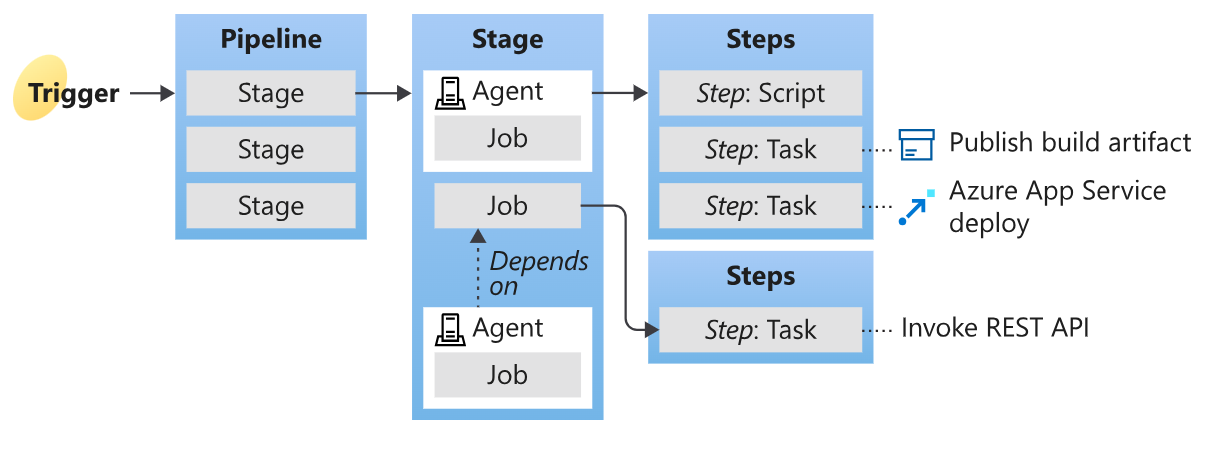 Trigger
Pipeline
Stage
Stage
Stage
Stage
Agent
Job
Job
Depends
on
Agent
Job
Steps
Step: Script
Step: Task
Publish build artifact
Step: Task
Azure App Service
deploy
Steps
Step: Task
Invoke REST API